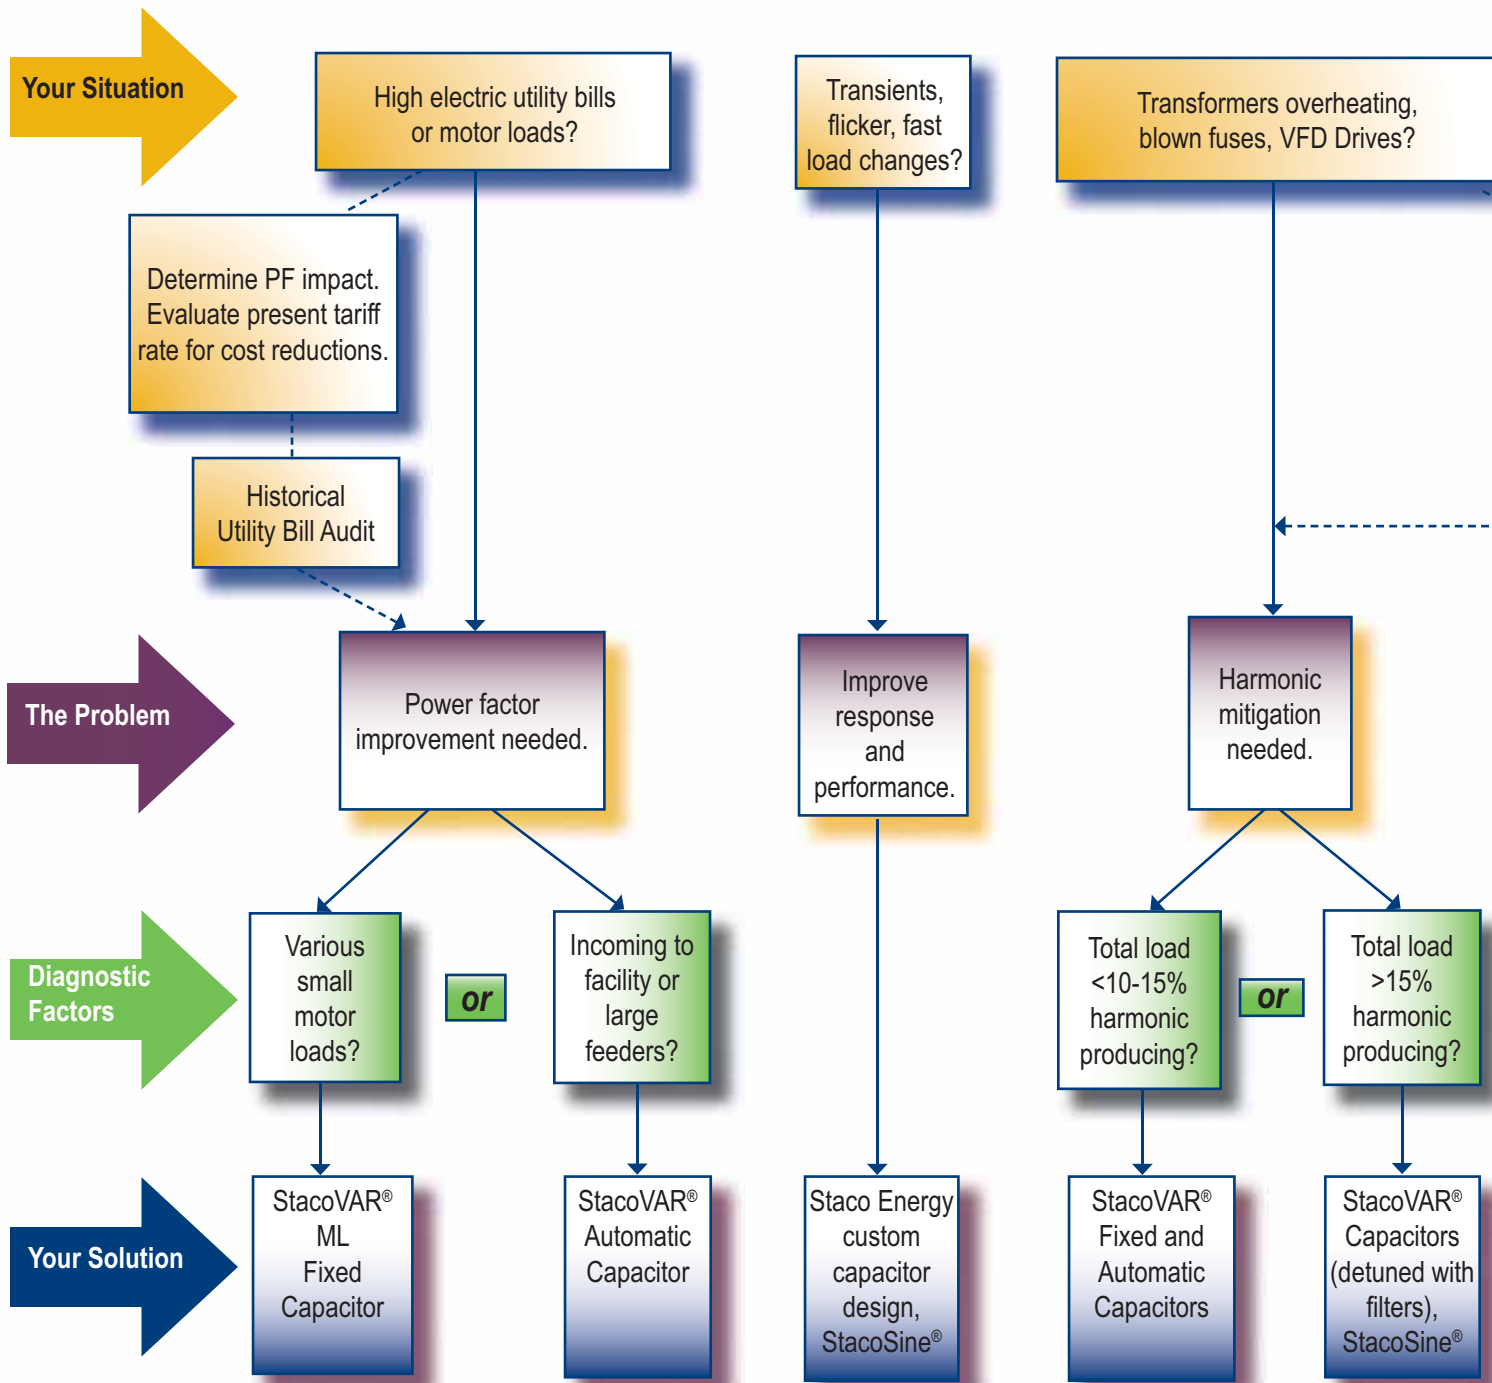 Your Situation
High electric utility bills
or motor loads?
Transients,
flicker, fast
load changes?
Transformers overheating,
blown fuses, VFD Drives?
Determine PF impact.
Evaluate present tariff
rate for cost reductions.
Historical
Utility Bill Audit
The Problem
Power factor
improvement needed.
Improve
response
and
performance.
Harmonic
mitigation
needed.
Diagnostic
Factors
Various
small
motor
loads?
or
Incoming to
facility or
large
feeders?
Total load
<10-15%
harmonic
producing?
or
Total load
>15%
harmonic
producing?
Your Solution
StacoVAR®
ML
Fixed
Capacitor
StacoVAR®
Automatic
Capacitor
Staco Energy
custom
capacitor
design,
StacoSine®
StacoVAR®
Fixed and
Automatic
Capacitors
StacoVAR®
Capacitors
(detuned with
filters),
StacoSine®